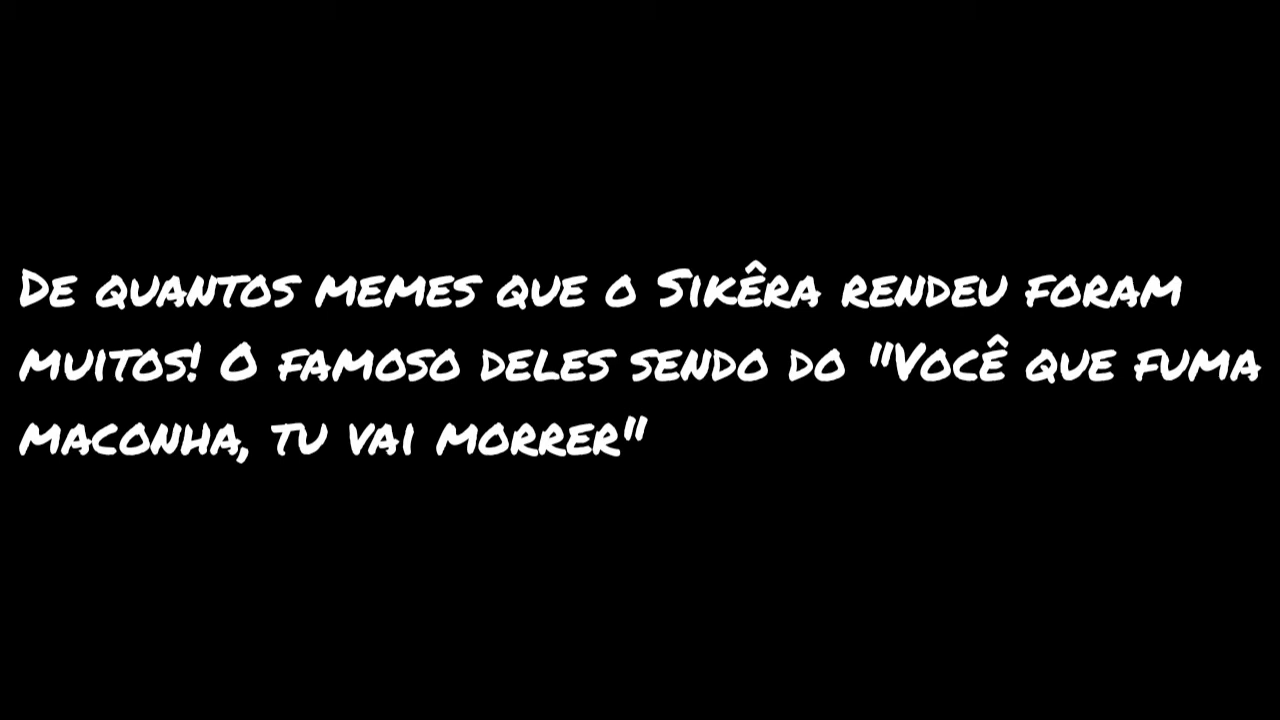 De quantos memes que o Sikêra rendeu foram
muitos! O famoso deles sendo do "Você que fuma
maconha, tu vai morrer"